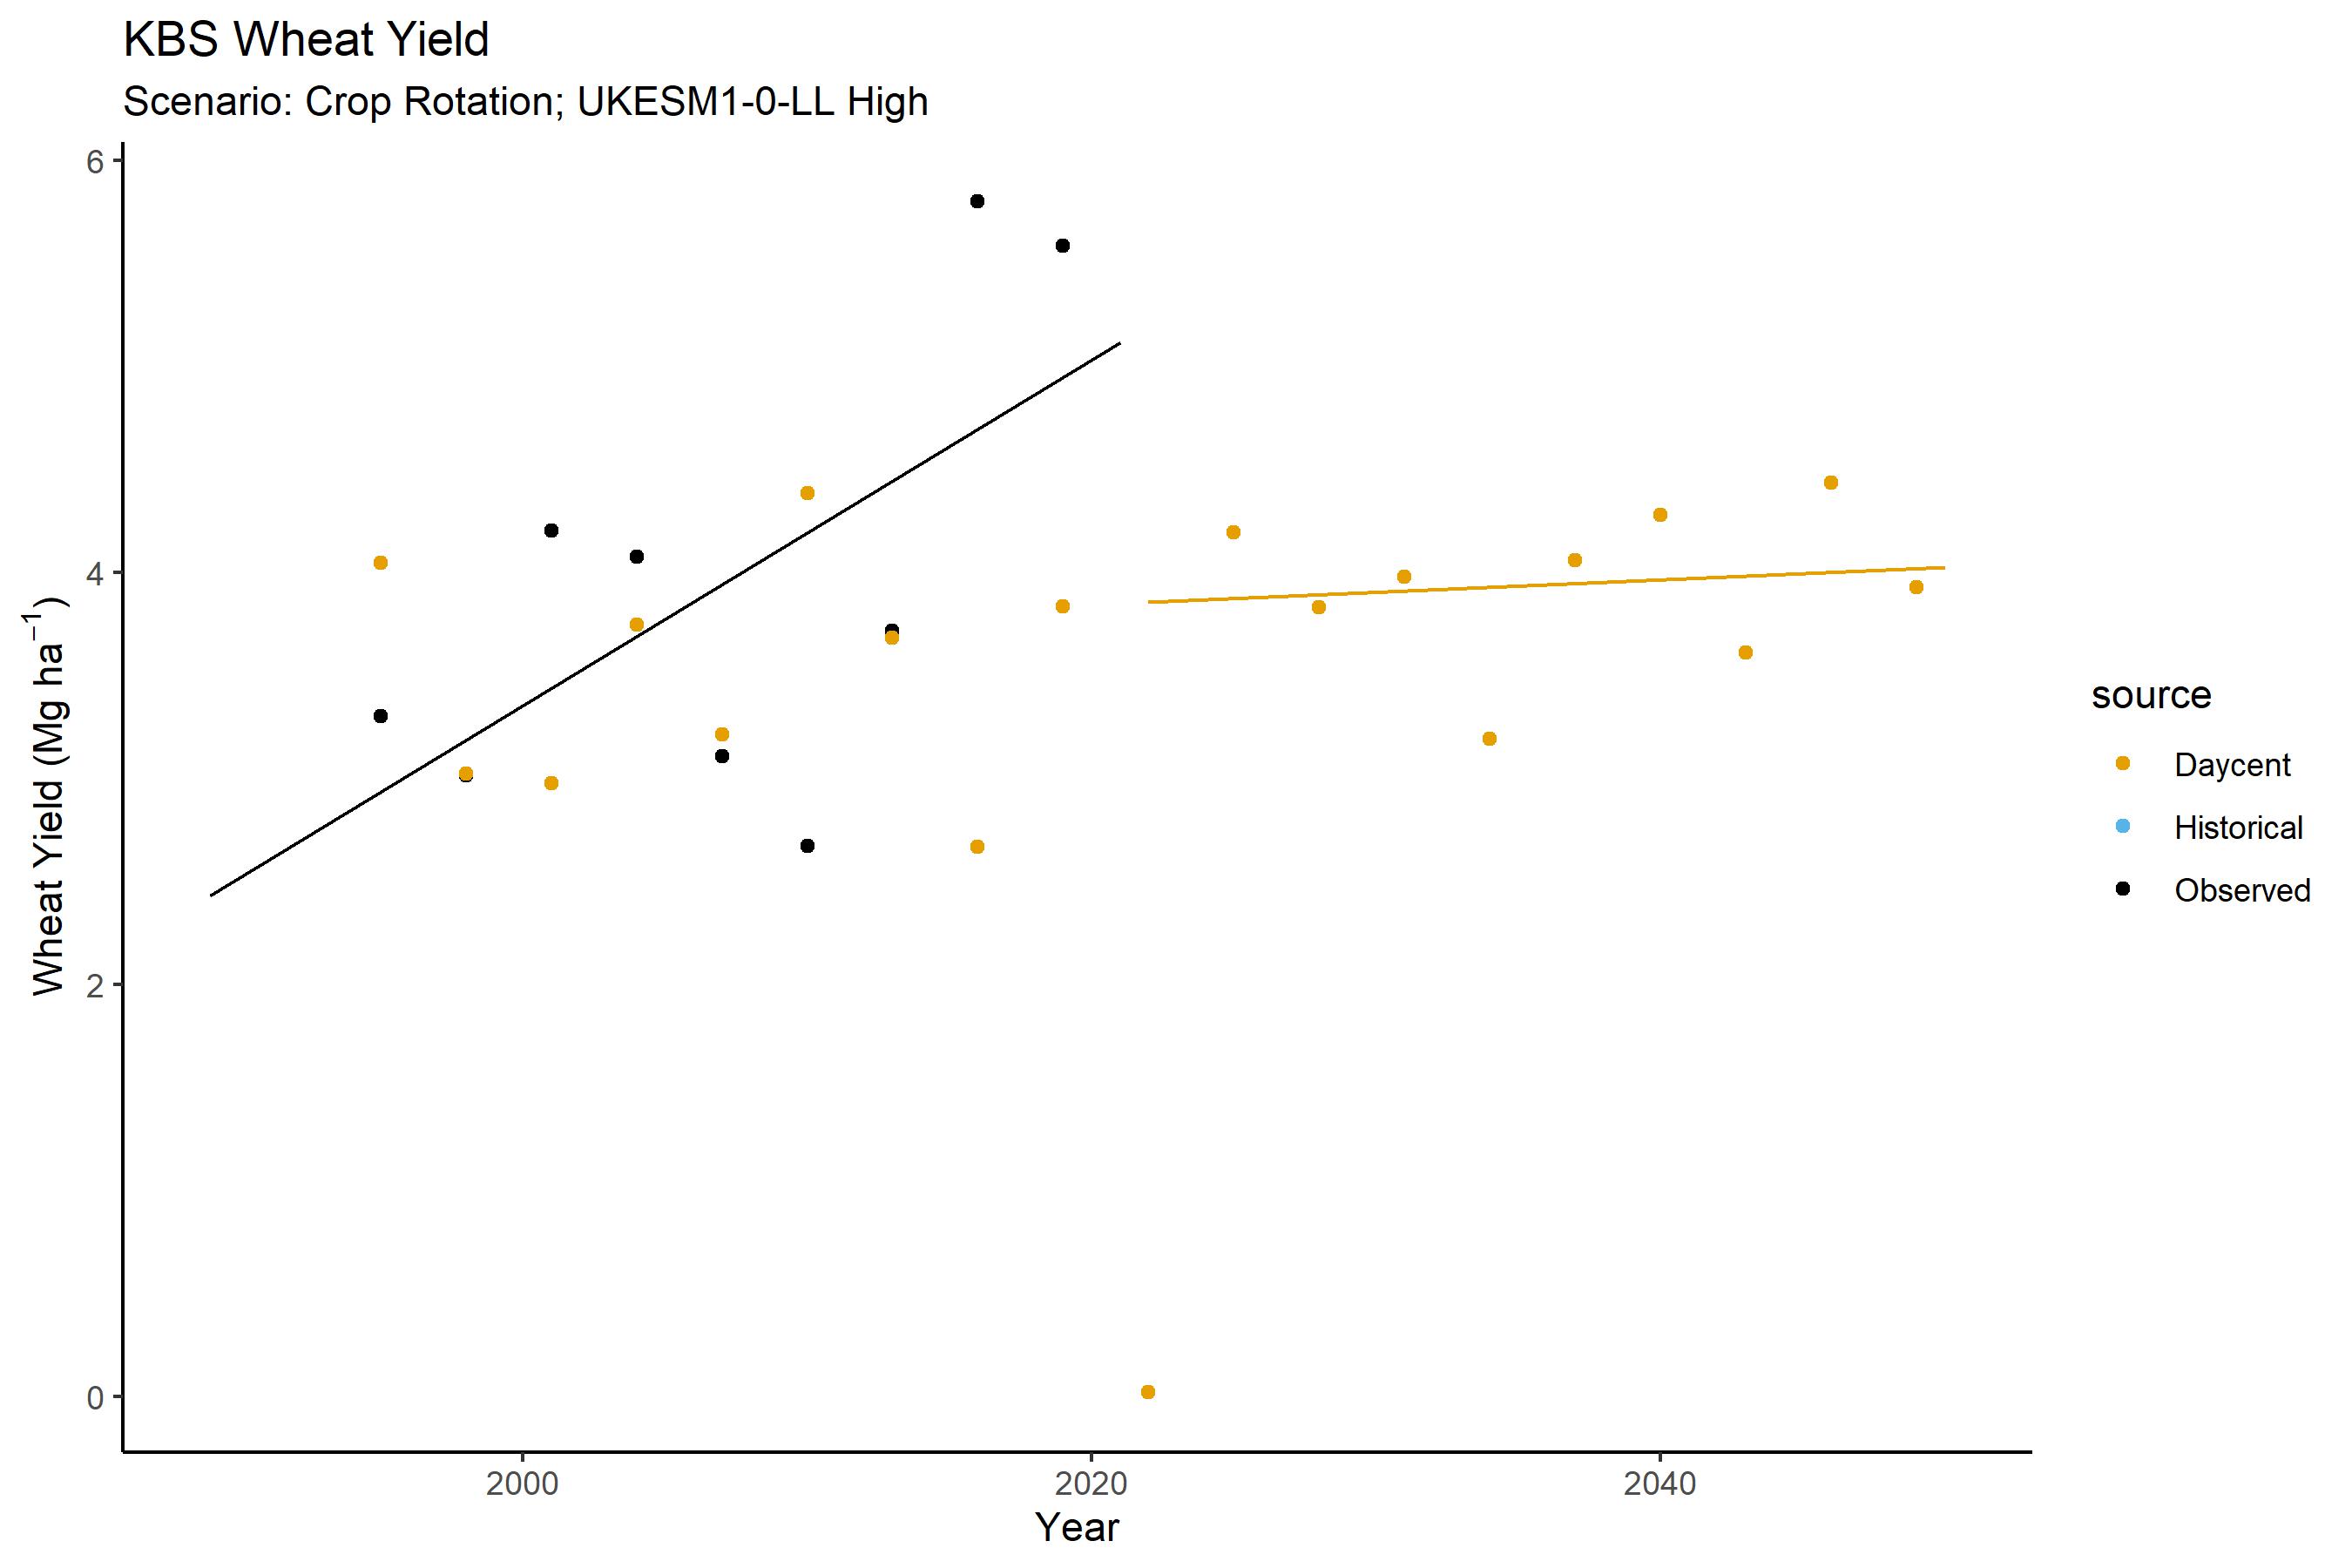 KBS Wheat Yield
Scenario: Crop Rotation; UKESM1-0-LL High
Wheat Yield (Mg ha⁻¹)
6
4
2
0
2000
2020
2040
Year
source
Daycent
Historical
Observed